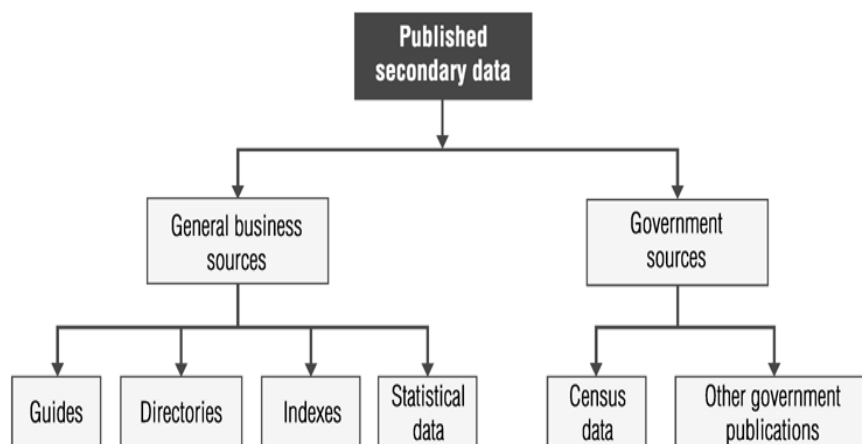 Published
secondary data
General business
sources
Government
sources
Guides
Directories
Indexes
Statistical
data
Census
data
Other government
publications